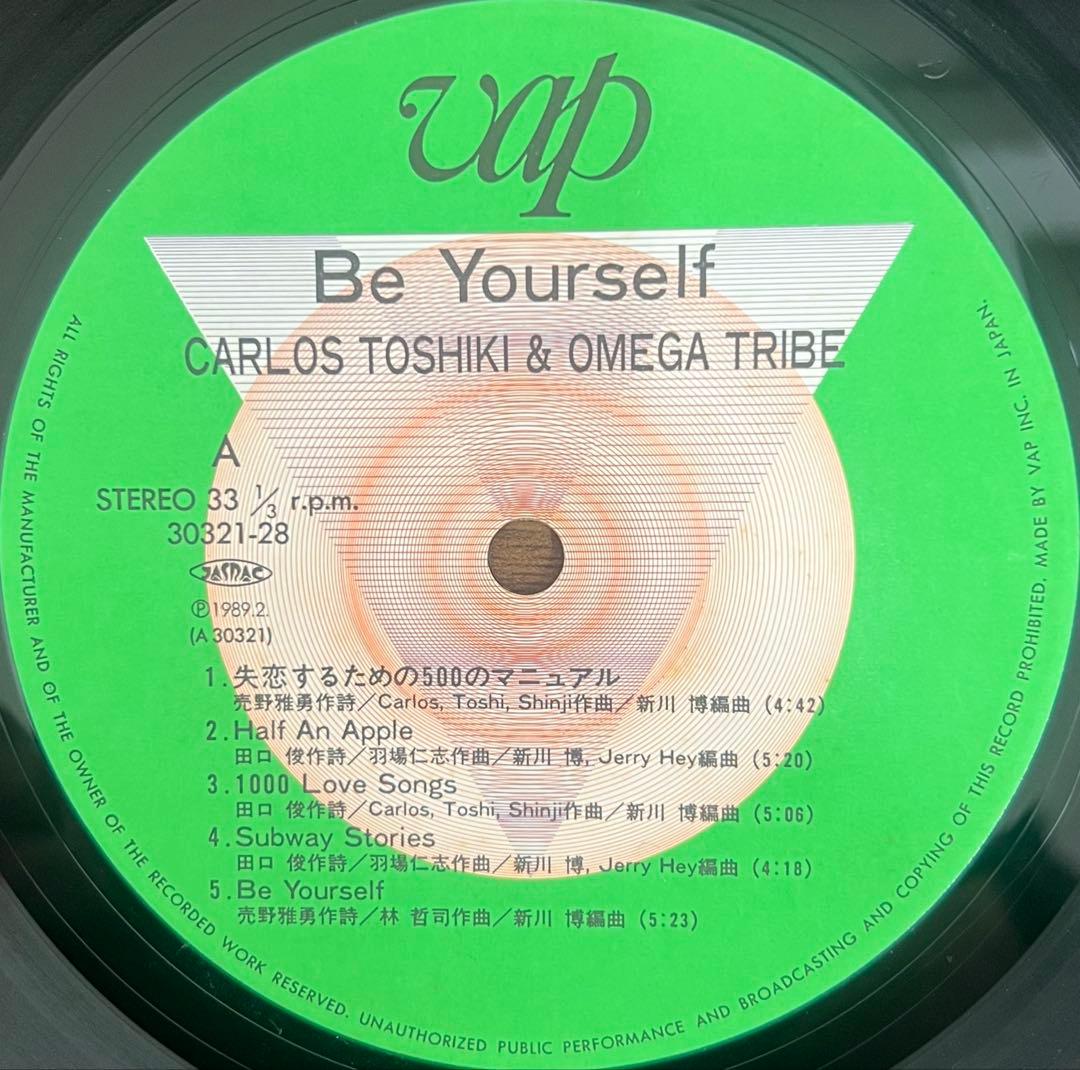 vap
Be Yourself
CARLOS TOSHIKI & OMEGA TRIBE
A
STEREO 33 1/3 r.p.m.
30321-28
JASRAC
Ⓟ1989.2.
(A 30321)
1.失恋するための500のマニュアル
売野雅勇作詩／Carlos, Toshi, Shinji作曲／新川 博編曲 (4:42)
2.Half An Apple
田口 俊作詩／羽場仁志作曲／新川 博, Jerry Hey編曲 (5:20)
3.1000 Love Songs
田口 俊作詩／Carlos, Toshi, Shinji作曲／新川 博編曲 (5:06)
4.Subway Stories
田口 俊作詩／羽場仁志作曲／新川 博, Jerry Hey編曲 (4:18)
5.Be Yourself
売野雅勇作詩／林 哲司作曲／新川 博編曲 (5:23)
ALL RIGHTS OF THE MANUFACTURER AND OF THE OWNER OF THE RECORDED WORK RESERVED. UNAUTHORIZED PUBLIC PERFORMANCE AND BROADCASTING AND COPYING OF THIS RECORD PROHIBITED. MADE BY VAP INC. IN JAPAN.